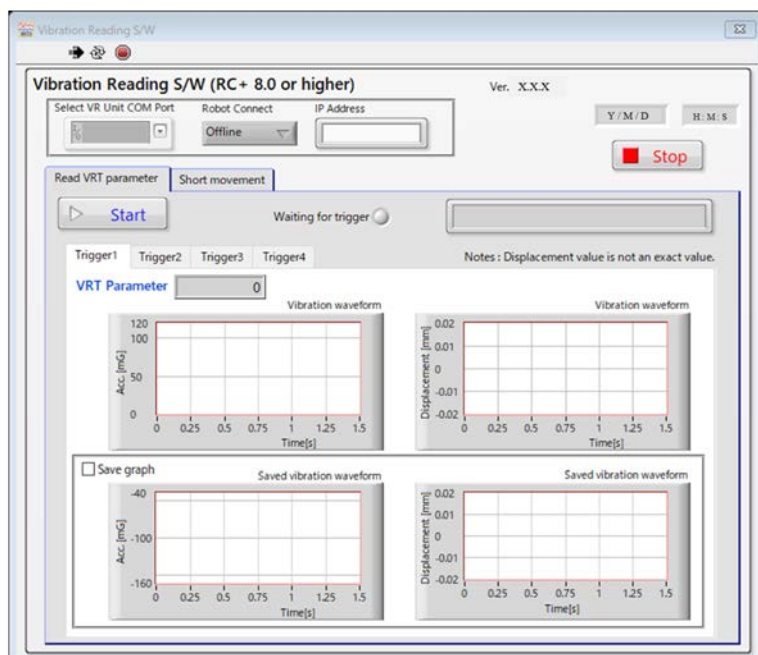 Vibration Reading S/W
Vibration Reading S/W (RC+ 8.0 or higher)
Ver. X.X.X
Select VR Unit COM Port
Robot Connect
IP Address
Offline
Y / M / D
H : M : S
Stop
Read VRT parameter
Short movement
Start
Waiting for trigger
Trigger1
Trigger2
Trigger3
Trigger4
Notes : Displacement value is not an exact value.
VRT Parameter
0
Vibration waveform
120
100
50
0
Acc. [mG]
0 0.25 0.5 0.75 1 1.25 1.5
Time[s]
Vibration waveform
0.02
0.01
0
-0.01
-0.02
Displacement [mm]
0 0.25 0.5 0.75 1 1.25 1.5
Time[s]
Save graph
Saved vibration waveform
-40
-100
-160
Acc. [mG]
0 0.25 0.5 0.75 1 1.25 1.5
Time[s]
Saved vibration waveform
0.02
0.01
0
-0.01
-0.02
Displacement [mm]
0 0.25 0.5 0.75 1 1.25 1.5
Time[s]